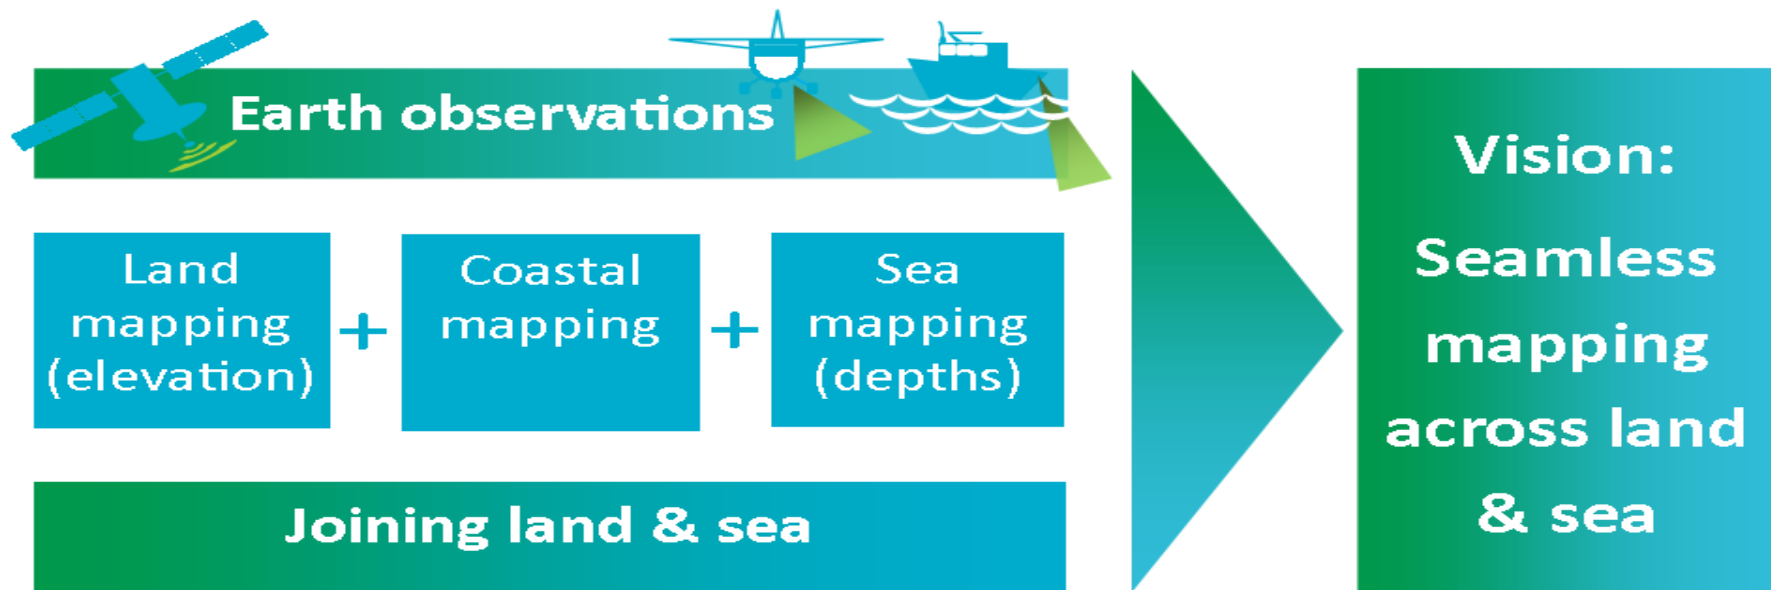 Earth observations
Land
mapping
(elevation)
+
Coastal
mapping
+
Sea
mapping
(depths)
Joining land & sea
Vision:
Seamless
mapping
across land
& sea